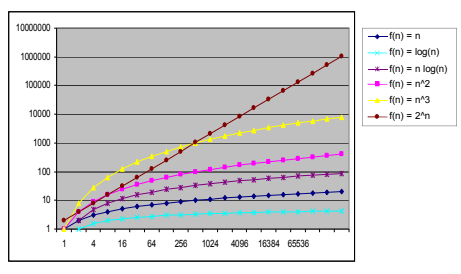 10000000
1000000
100000
10000
1000
100
10
1
1 4 16 64 256 1024 4096 16384 65536
f(n) = n
f(n) = log(n)
f(n) = n log(n)
f(n) = n^2
f(n) = n^3
f(n) = 2^n